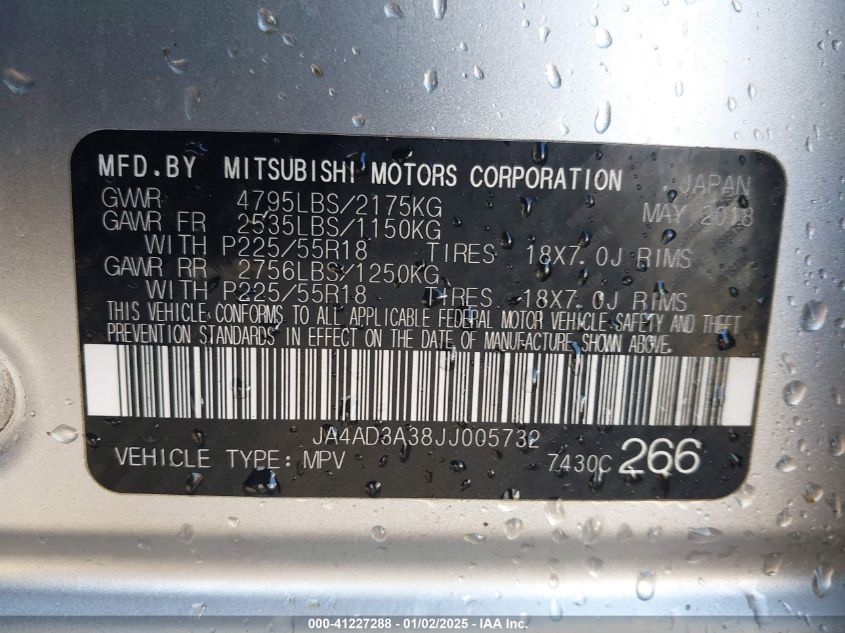 MFD.BY MITSUBISHI MOTORS CORPORATION JAPAN
GVWR 4795LBS/2175KG MAY 2018
GAWR FR 2535LBS/1150KG
WITH P225/55R18 TIRES 18X7.0J RIMS
GAWR RR 2756LBS/1250KG
WITH P225/55R18 TIRES 18X7.0J RIMS
THIS VEHICLE CONFORMS TO ALL APPLICABLE FEDERAL MOTOR VEHICLE SAFETY AND THEFT
PREVENTION STANDARDS IN EFFECT ON THE DATE OF MANUFACTURE SHOWN ABOVE.
JA4AD3A38JJ005732
VEHICLE TYPE: MPV 7430C 266
000-41227288 - 01/02/2025 - IAA Inc.